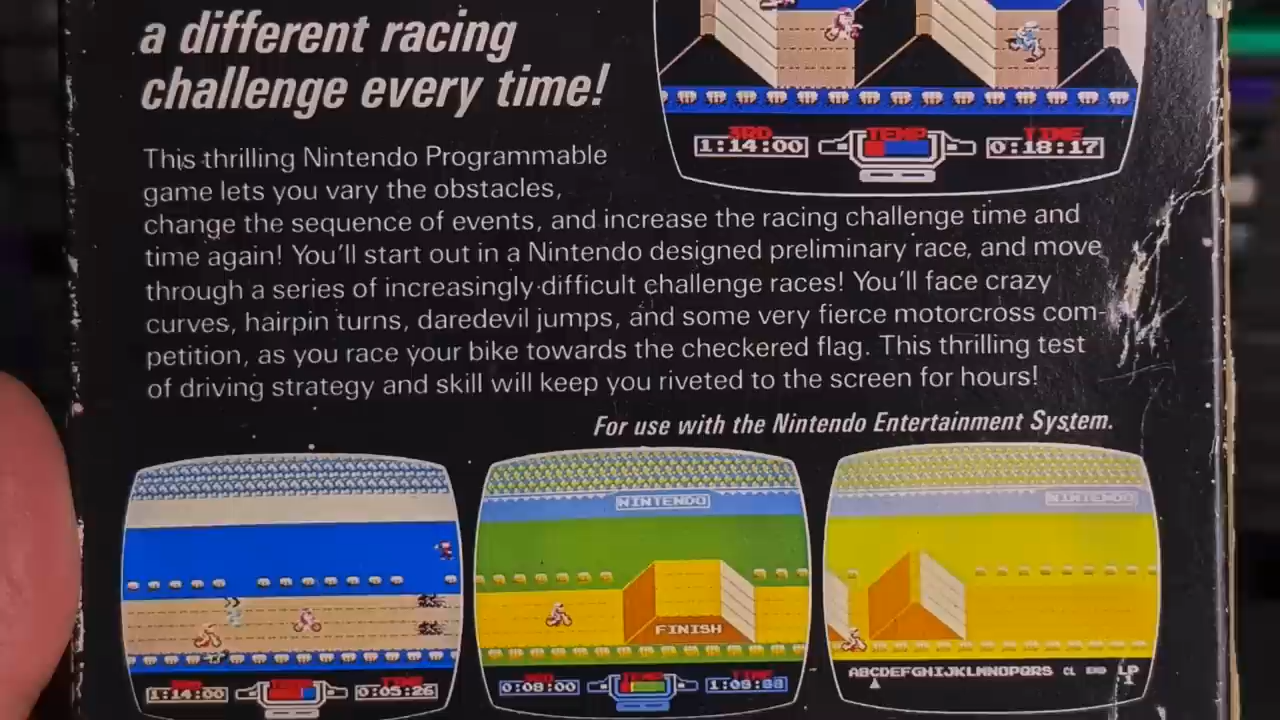 a different racing
challenge every time!
3RD
TEMP
TIME
1:14:00
0:18:17
This thrilling Nintendo Programmable
game lets you vary the obstacles,
change the sequence of events, and increase the racing challenge time and
time again! You'll start out in a Nintendo designed preliminary race, and move
through a series of increasingly difficult challenge races! You'll face crazy
curves, hairpin turns, daredevil jumps, and some very fierce motorcross com-
petition, as you race your bike towards the checkered flag. This thrilling test
of driving strategy and skill will keep you riveted to the screen for hours!
For use with the Nintendo Entertainment System.
1:14:00
0:05:26
NINTENDO
FINISH
0:08:00
NINTENDO
ABCDEFGHIJKLMNOPQRS CL END